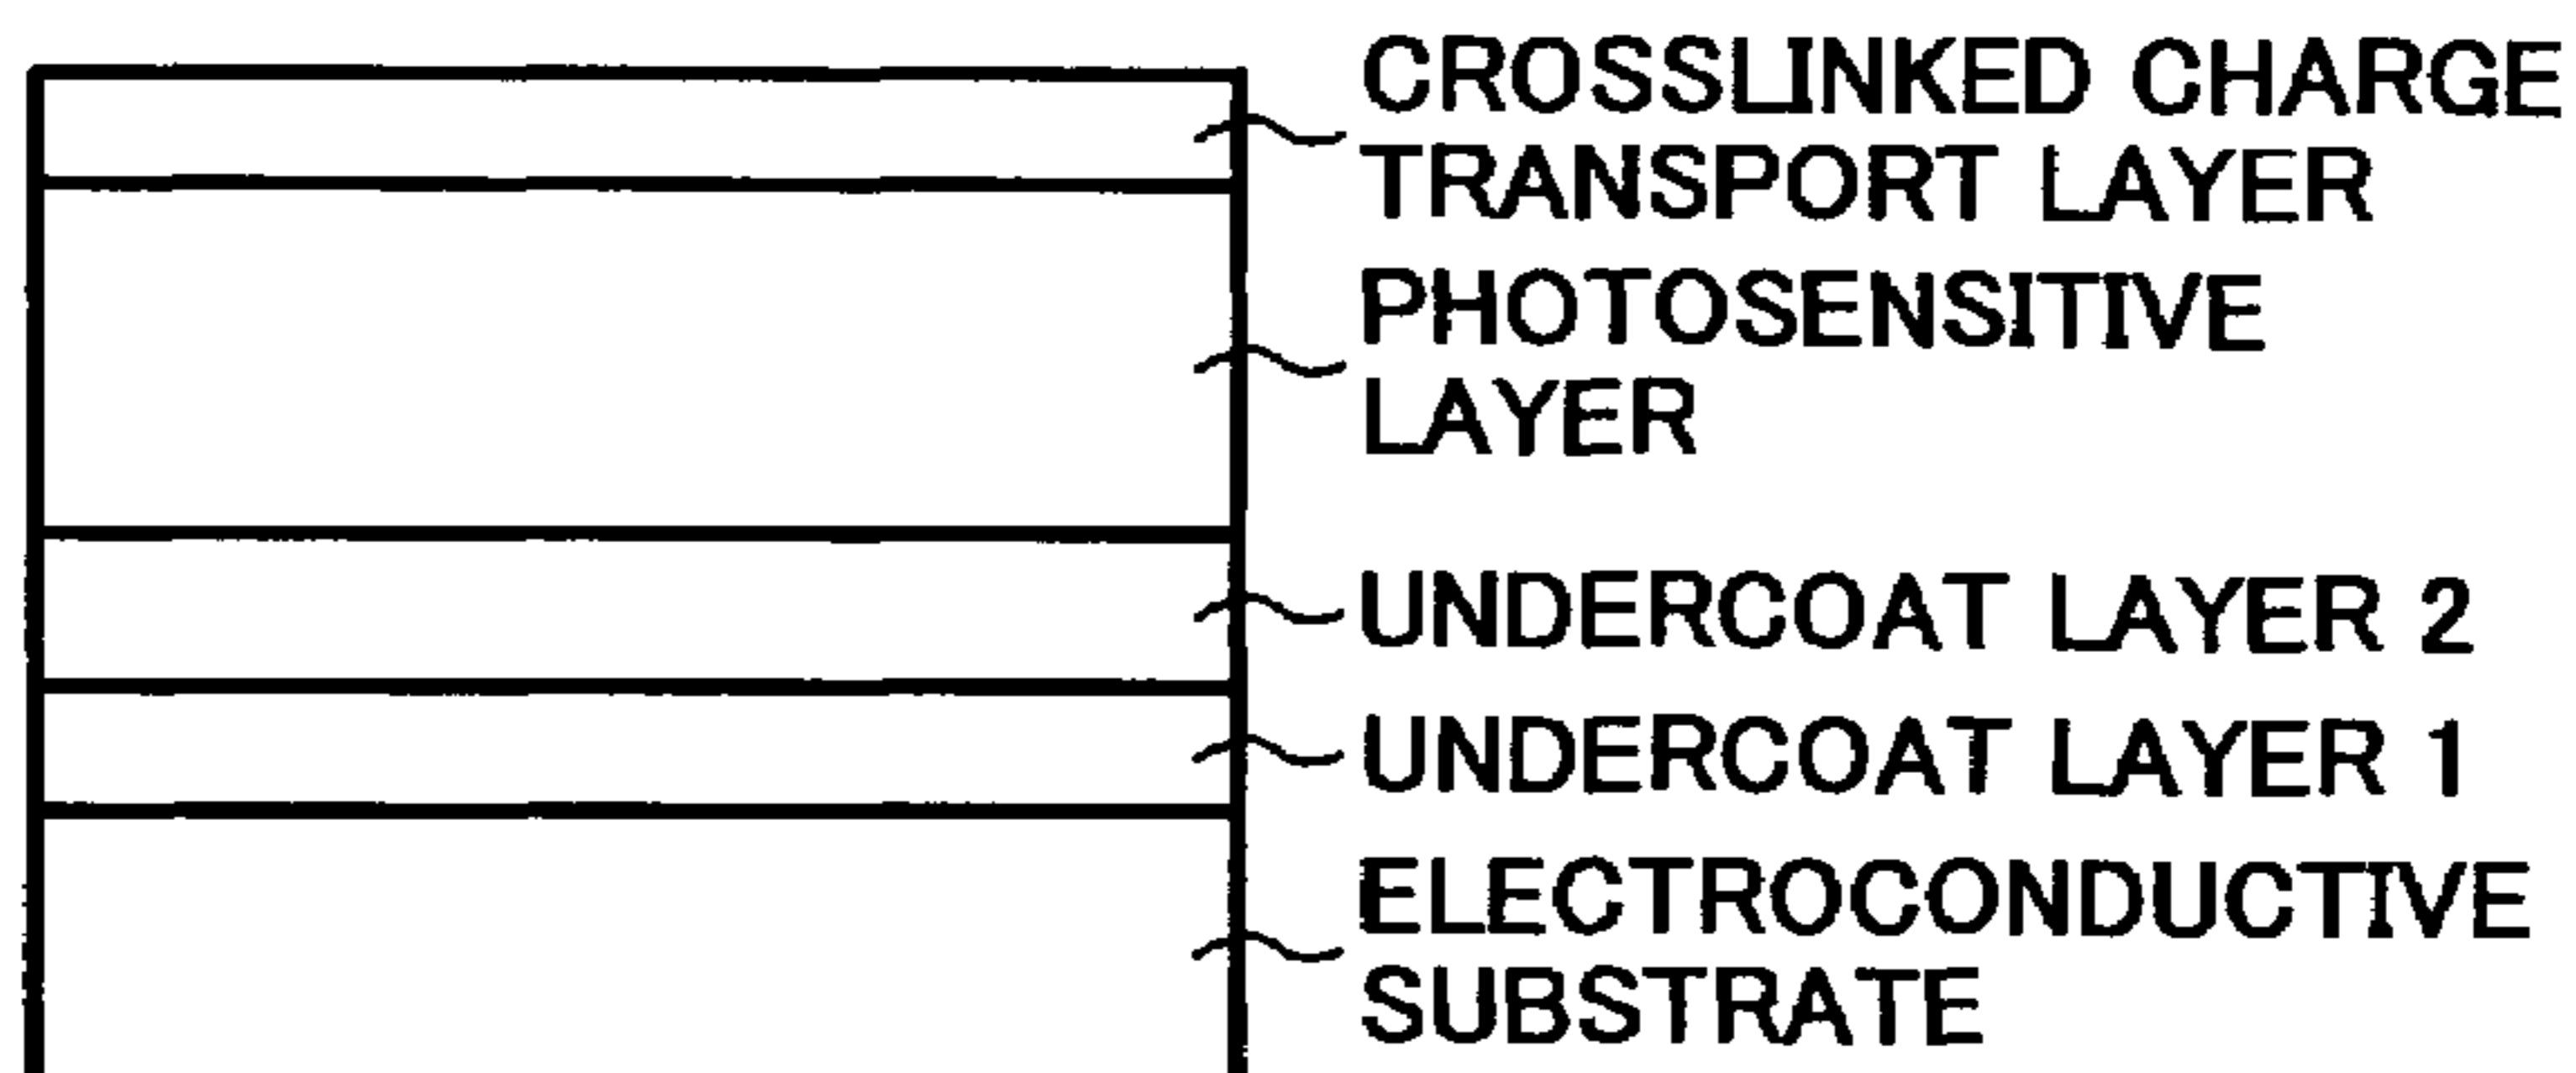 CROSSLINKED CHARGE
TRANSPORT LAYER
PHOTOSENSITIVE
LAYER
UNDERCOAT LAYER 2
UNDERCOAT LAYER 1
ELECTROCONDUCTIVE
SUBSTRATE